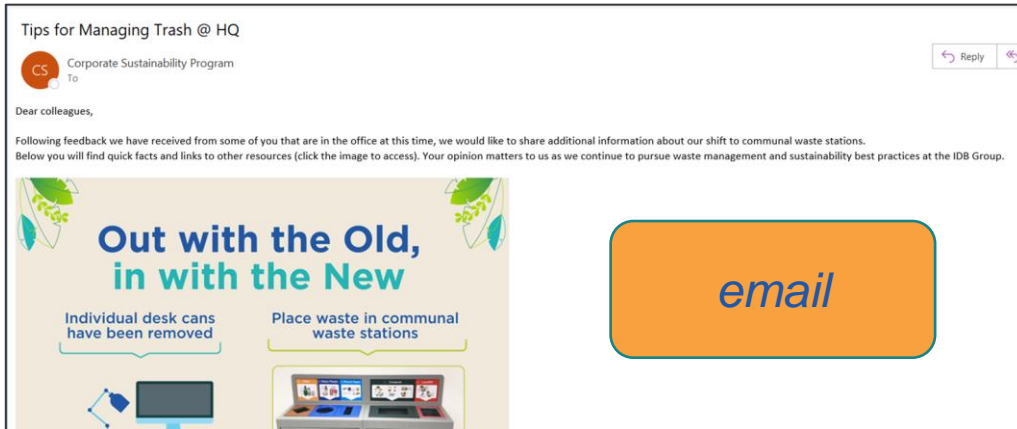 Tips for Managing Trash @ HQ
CS
Corporate Sustainability Program
To
Reply
Dear colleagues,
Following feedback we have received from some of you that are in the office at this time, we would like to share additional information about our shift to communal waste stations.
Below you will find quick facts and links to other resources (click the image to access). Your opinion matters to us as we continue to pursue waste management and sustainability best practices at the IDB Group.
Out with the Old,
in with the New
Individual desk cans
have been removed
Place waste in communal
waste stations
email